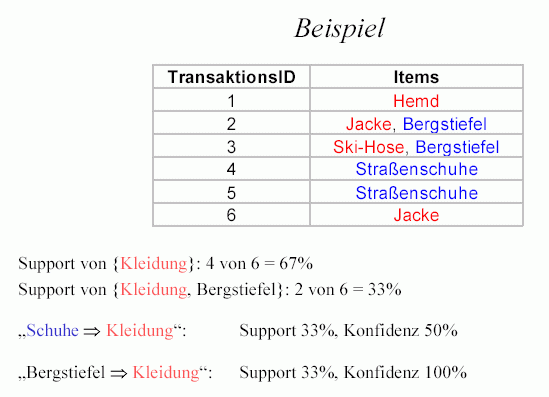 Beispiel
TransaktionsID Items
1 Hemd
2 Jacke, Bergstiefel
3 Ski-Hose, Bergstiefel
4 Straßenschuhe
5 Straßenschuhe
6 Jacke
Support von {Kleidung}: 4 von 6 = 67%
Support von {Kleidung, Bergstiefel}: 2 von 6 = 33%
„Schuhe ⇒ Kleidung“: Support 33%, Konfidenz 50%
„Bergstiefel ⇒ Kleidung“: Support 33%, Konfidenz 100%